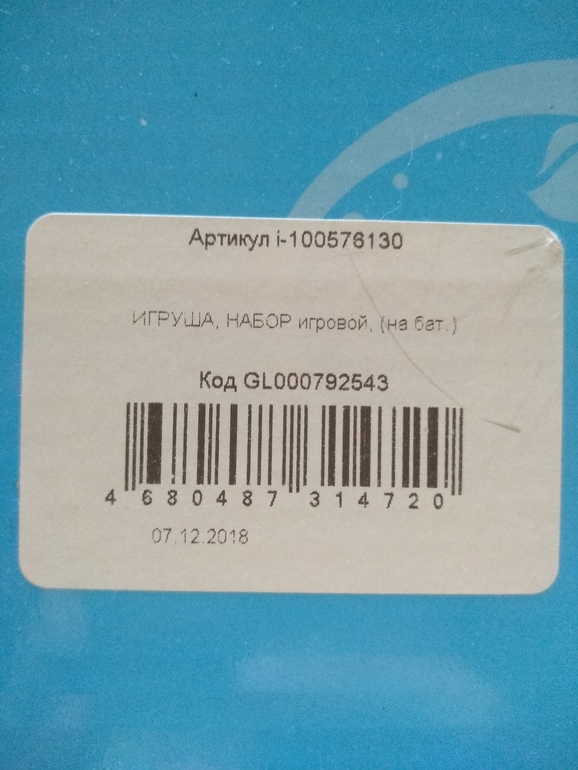 Артикул i-100576130
ИГРУША, НАБОР игровой, (на бат.)
Код GL000792543
4 680487 314720
07.12.2018